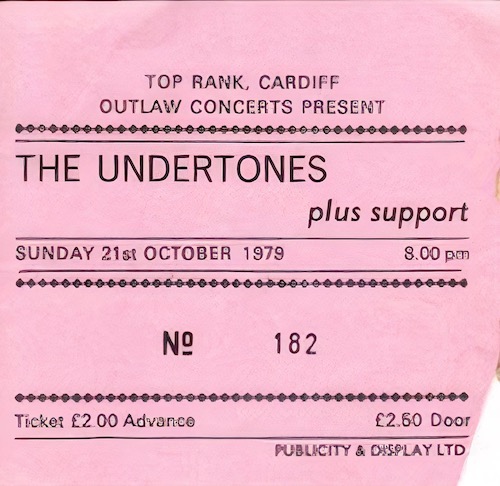 TOP RANK, CARDIFF
OUTLAW CONCERTS PRESENT
THE UNDERTONES
plus support
SUNDAY 21st OCTOBER 1979 8.00 pm
Nº 182
Ticket £2.00 Advance £2.50 Door
PUBLICITY & DISPLAY LTD